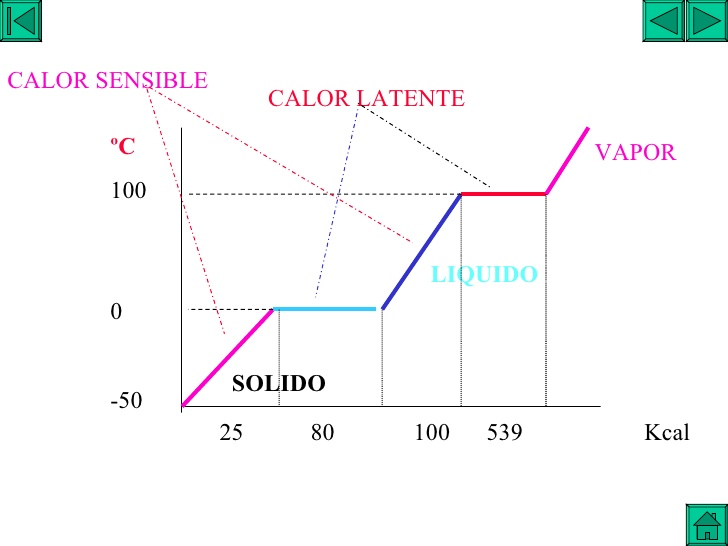 CALOR SENSIBLE
CALOR LATENTE
ºC
VAPOR
100
LIQUIDO
0
SOLIDO
-50
25 80 100 539 Kcal